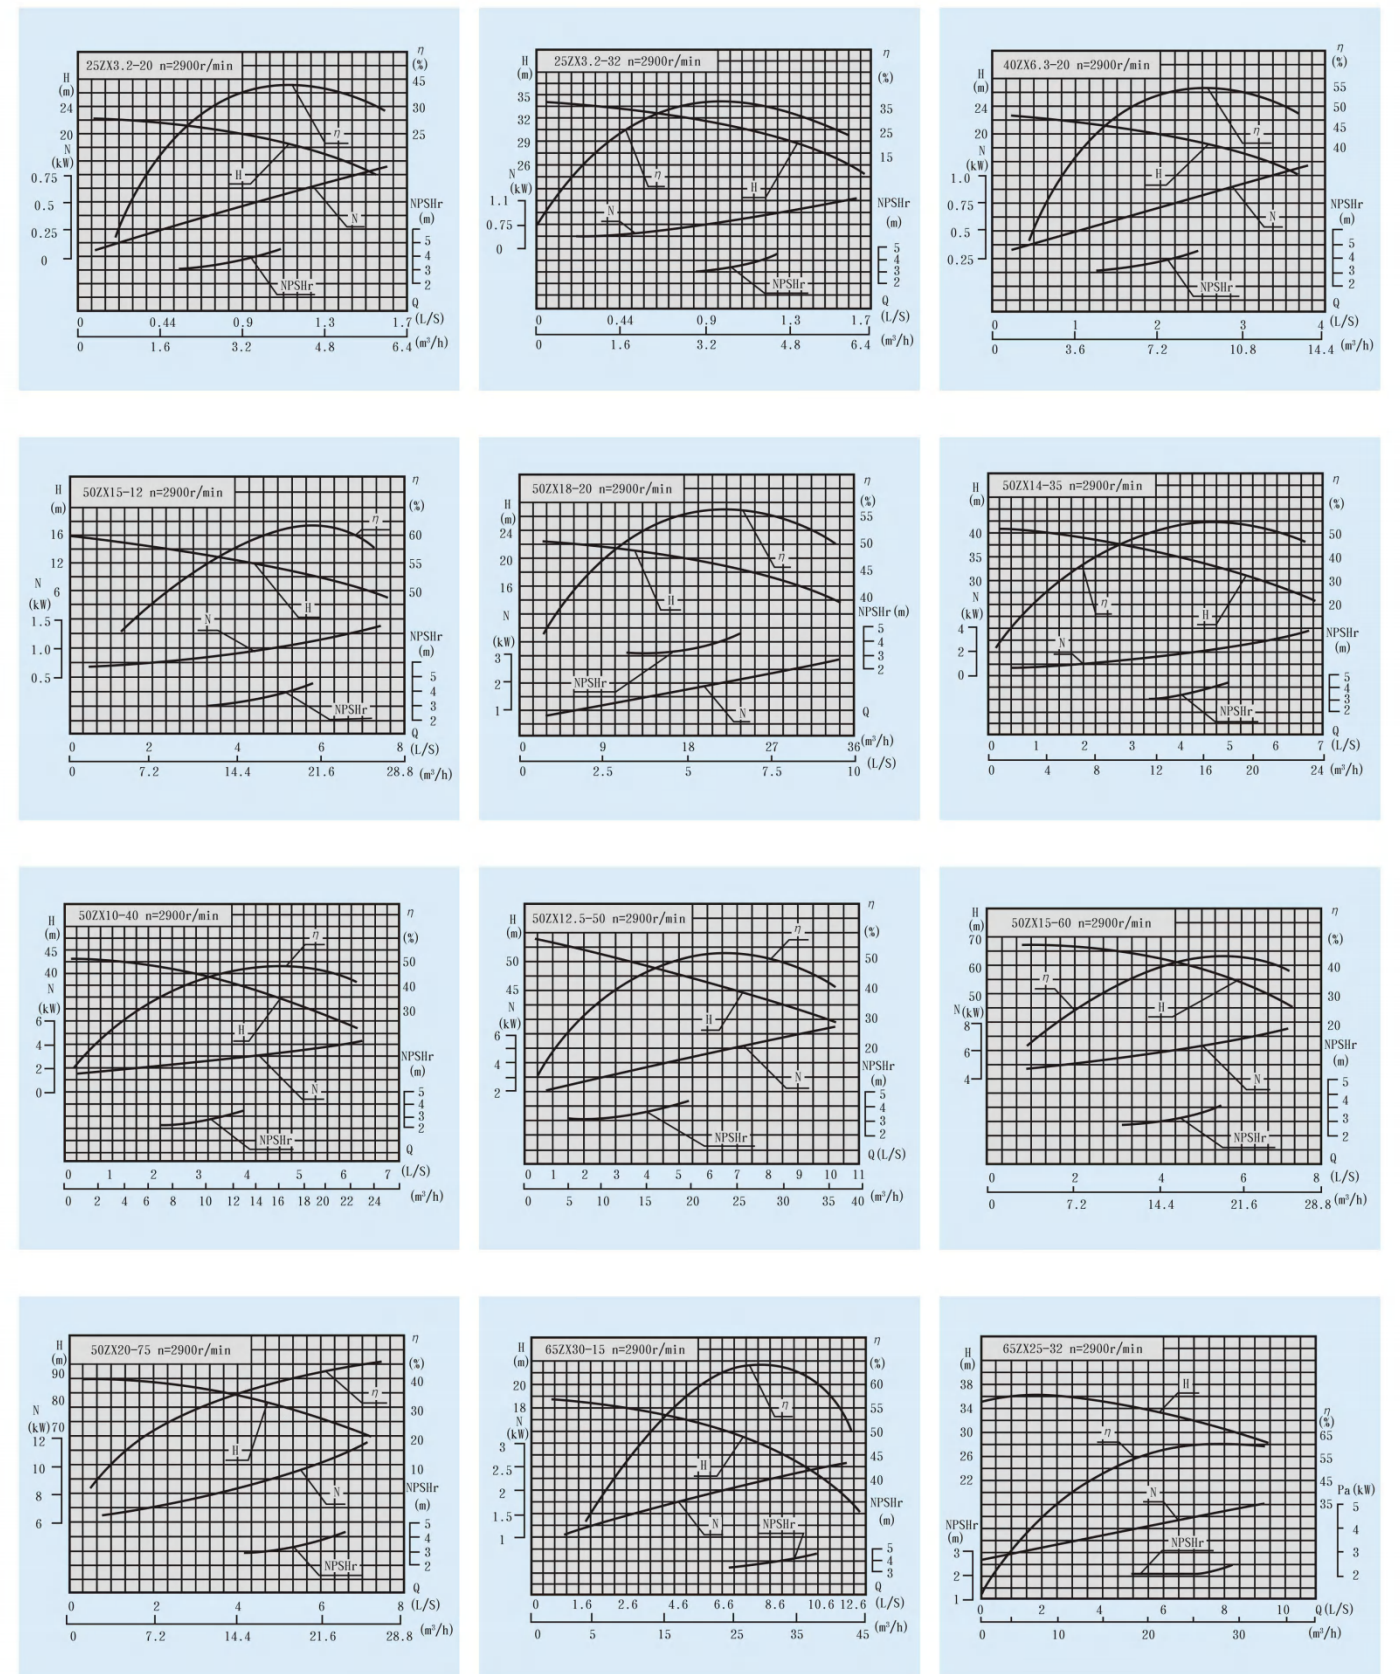 25ZX3.2-20 n=2900r/min
η
(%)
H
(m)
45
24
30
20
25
N
(kW)
0.75
0.5
0.25
0
η
H
N
NPSHr
NPSHr
(m)
5
4
3
2
Q
0 0.44 0.9 1.3 1.7 (L/S)
0 1.6 3.2 4.8 6.4 (m³/h)
25ZX3.2-32 n=2900r/min
η
(%)
H
(m)
35
32
29
26
35
25
15
N
(kW)
1.1
0.75
0
η
H
N
NPSHr
NPSHr
(m)
5
4
3
2
Q
0 0.44 0.9 1.3 1.7 (L/S)
0 1.6 3.2 4.8 6.4 (m³/h)
40ZX6.3-20 n=2900r/min
η
(%)
H
(m)
24
20
55
50
45
40
N
(kW)
1.0
0.75
0.5
0.25
η
H
N
NPSHr
NPSHr
(m)
5
4
3
2
Q
0 1 2 3 4 (L/S)
0 3.6 7.2 10.8 14.4 (m³/h)
50ZX15-12 n=2900r/min
η
(%)
H
(m)
16
12
6
60
55
50
N
(kW)
1.5
1.0
0.5
η
H
N
NPSHr
NPSHr
(m)
5
4
3
2
Q
0 2 4 6 8 (L/S)
0 7.2 14.4 21.6 28.8 (m³/h)
50ZX18-20 n=2900r/min
η
(%)
H
(m)
24
20
16
55
50
45
40
N
(kW)
3
2
1
η
H
NPSHr
N
NPSHr (m)
5
4
3
2
Q
0 9 18 27 36 (m³/h)
0 2.5 5 7.5 10 (L/S)
50ZX14-35 n=2900r/min
η
(%)
H
(m)
40
35
30
50
40
30
20
N
(kW)
4
2
0
η
H
N
NPSHr
NPSHr
(m)
5
4
3
2
Q
0 1 2 3 4 5 6 7 (L/S)
0 4 8 12 16 20 24 (m³/h)
50ZX10-40 n=2900r/min
η
(%)
H
(m)
45
40
50
40
30
N
(kW)
6
4
2
0
η
H
N
NPSHr
NPSHr
(m)
5
4
3
2
Q
0 1 2 3 4 5 6 7 (L/S)
0 2 4 6 8 10 12 14 16 18 20 22 24 (m³/h)
50ZX12.5-50 n=2900r/min
η
(%)
H
(m)
50
45
50
40
30
20
N
(kW)
6
4
2
η
H
N
NPSHr
NPSHr
(m)
5
4
3
2
Q (L/S)
0 1 2 3 4 5 6 7 8 9 10 11
0 5 10 15 20 25 30 35 40 (m³/h)
50ZX15-60 n=2900r/min
η
(%)
H
(m)
70
60
50
40
30
20
N (kW)
8
6
4
η
H
N
NPSHr
NPSHr
(m)
5
4
3
2
Q
0 2 4 6 8 (L/S)
0 7.2 14.4 21.6 28.8 (m³/h)
50ZX20-75 n=2900r/min
η
(%)
H
(m)
90
80
70
40
30
20
10
N
(kW)
12
10
8
6
η
H
N
NPSHr
NPSHr
(m)
5
4
3
2
Q
0 2 4 6 8 (L/S)
0 7.2 14.4 21.6 28.8 (m³/h)
65ZX30-15 n=2900r/min
η
(%)
H
(m)
20
18
60
55
50
45
40
N
(kW)
3
2.5
2
1.5
1
η
H
N
NPSHr
NPSHr
(m)
5
4
3
Q
0 1.6 2.6 4.6 6.6 8.6 10.6 12.6 (L/S)
0 5 15 25 35 45 (m³/h)
65ZX25-32 n=2900r/min
H
(m)
38
34
30
26
22
η
(%)
65
55
45
35
H
η
N
NPSHr
NPSHr
(m)
3
2
1
Pa (kW)
5
4
3
2
0 2 4 6 8 10 Q (L/S)
0 10 20 30 (m³/h)